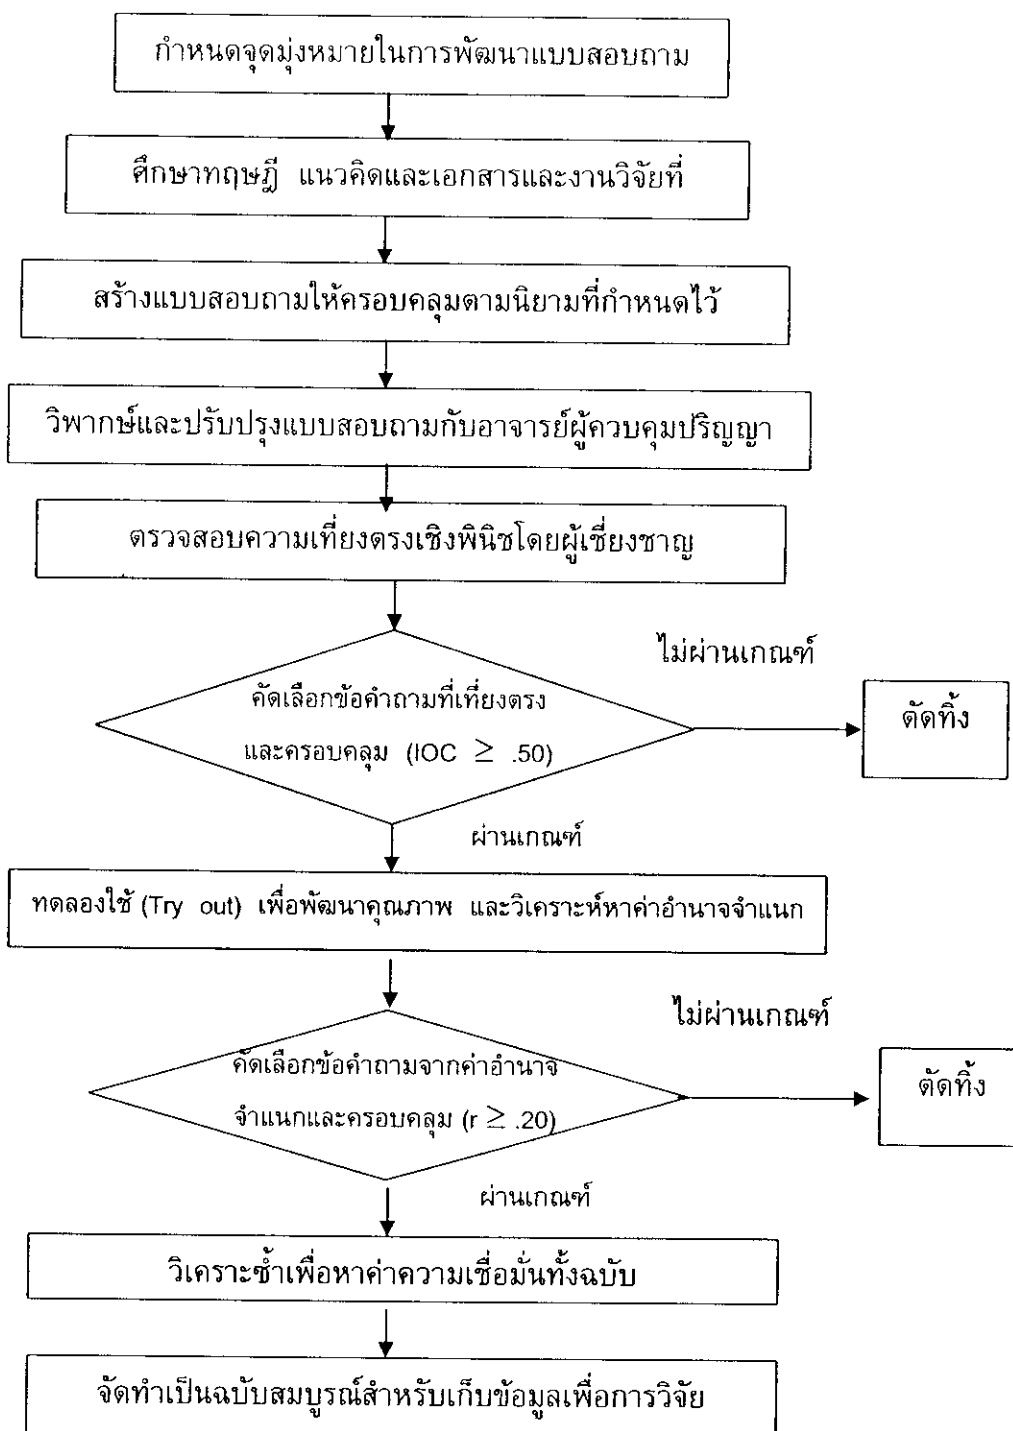 กำหนดจุดมุ่งหมายในการพัฒนาแบบสอบถาม
ศึกษาทฤษฎี แนวคิดและเอกสารและงานวิจัยที่
สร้างแบบสอบถามให้ครอบคลุมตามนิยามที่กำหนดไว้
วิพากษ์และปรับปรุงแบบสอบถามกับอาจารย์ผู้ควบคุมปริญญา
ตรวจสอบความเที่ยงตรงเชิงพินิชโดยผู้เชี่ยงชาญ
ไม่ผ่านเกณฑ์
คัดเลือกข้อคำถามที่เที่ยงตรง
และครอบคลุม (IOC ≥ .50)
ตัดทิ้ง
ผ่านเกณฑ์
ทดลองใช้ (Try out) เพื่อพัฒนาคุณภาพ และวิเคราะห์หาค่าอำนาจจำแนก
ไม่ผ่านเกณฑ์
คัดเลือกข้อคำถามจากค่าอำนาจ
จำแนกและครอบคลุม (r ≥ .20)
ตัดทิ้ง
ผ่านเกณฑ์
วิเคราะซ้ำเพื่อหาค่าความเชื่อมั่นทั้งฉบับ
จัดทำเป็นฉบับสมบูรณ์สำหรับเก็บข้อมูลเพื่อการวิจัย